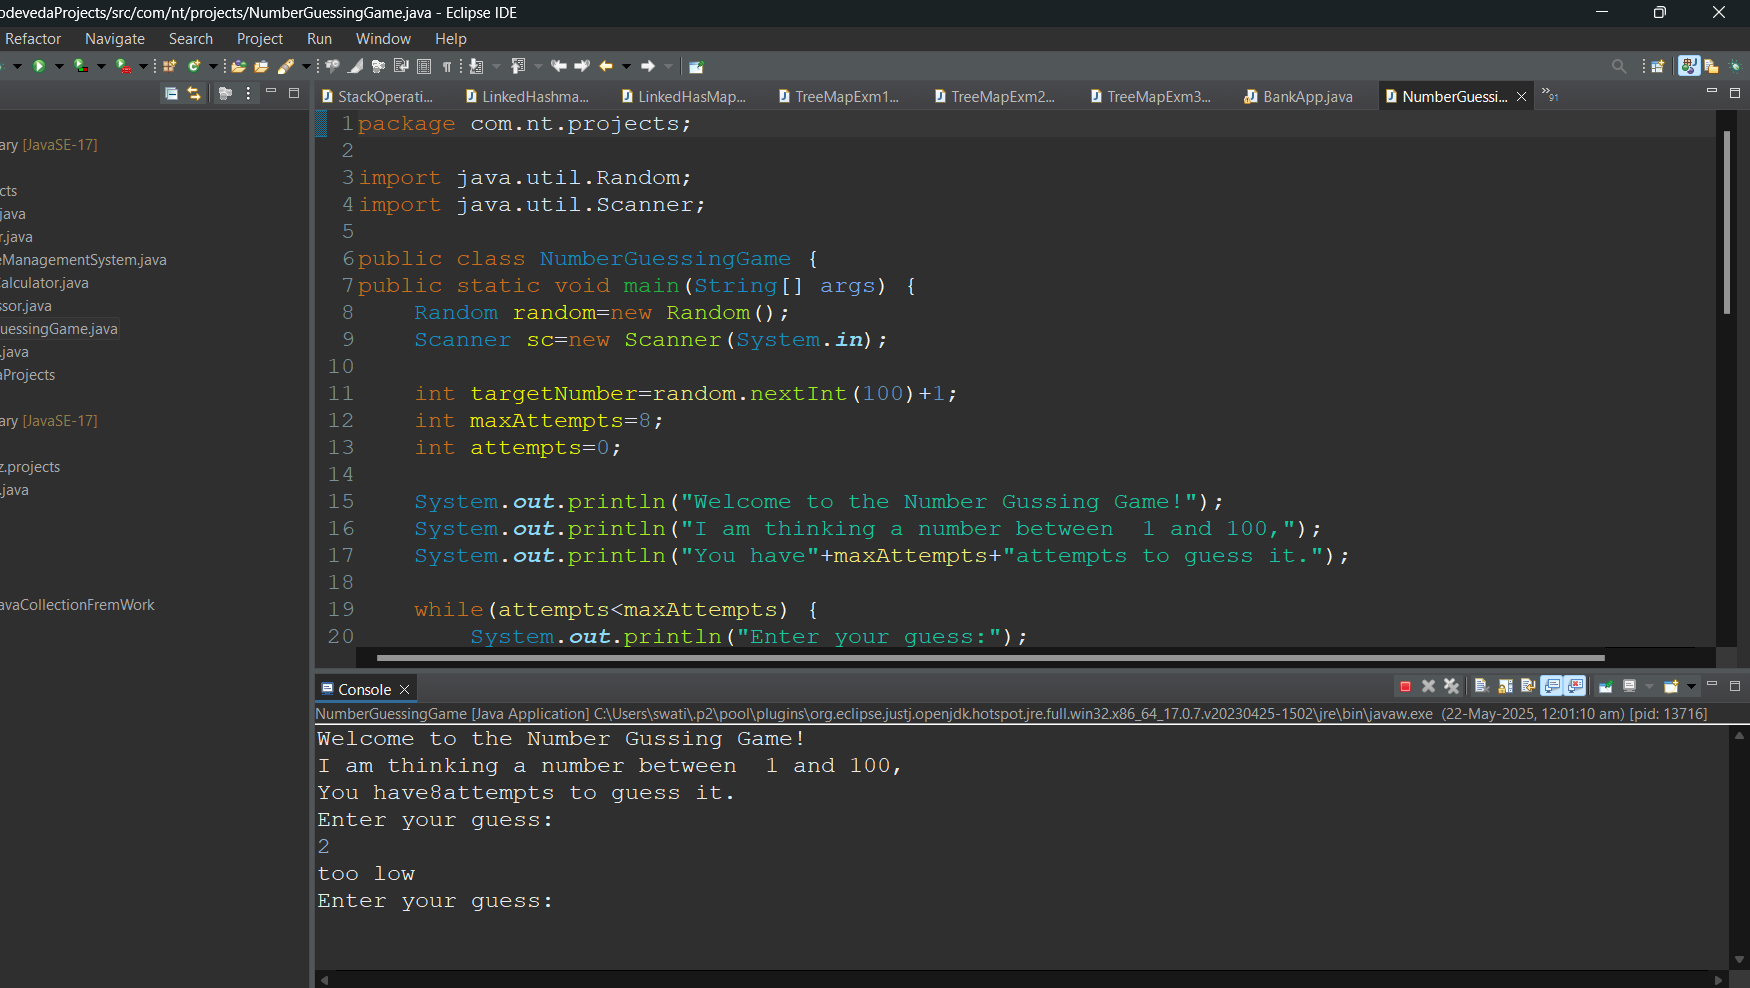 odevedaProjects/src/com/nt/projects/NumberGuessingGame.java - Eclipse IDE
Refactor Navigate Search Project Run Window Help
StackOperati... LinkedHashma... LinkedHasMap... TreeMapExm1... TreeMapExm2... TreeMapExm3... BankApp.java NumberGuessi... »91
ary [JavaSE-17]
cts
java
r.java
eManagementSystem.java
alculator.java
ssor.java
uessingGame.java
.java
aProjects
ary [JavaSE-17]
z.projects
.java
avaCollectionFremWork
1 package com.nt.projects;
2
3 import java.util.Random;
4 import java.util.Scanner;
5
6 public class NumberGuessingGame {
7 public static void main(String[] args) {
8     Random random=new Random();
9     Scanner sc=new Scanner(System.in);
10
11     int targetNumber=random.nextInt(100)+1;
12     int maxAttempts=8;
13     int attempts=0;
14
15     System.out.println("Welcome to the Number Gussing Game!");
16     System.out.println("I am thinking a number between  1 and 100,");
17     System.out.println("You have"+maxAttempts+"attempts to guess it.");
18
19     while(attempts<maxAttempts) {
20         System.out.println("Enter your guess:");
Console
NumberGuessingGame [Java Application] C:\Users\swati\.p2\pool\plugins\org.eclipse.justj.openjdk.hotspot.jre.full.win32.x86_64_17.0.7.v20230425-1502\jre\bin\javaw.exe (22-May-2025, 12:01:10 am) [pid: 13716]
Welcome to the Number Gussing Game!
I am thinking a number between  1 and 100,
You have8attempts to guess it.
Enter your guess:
2
too low
Enter your guess: